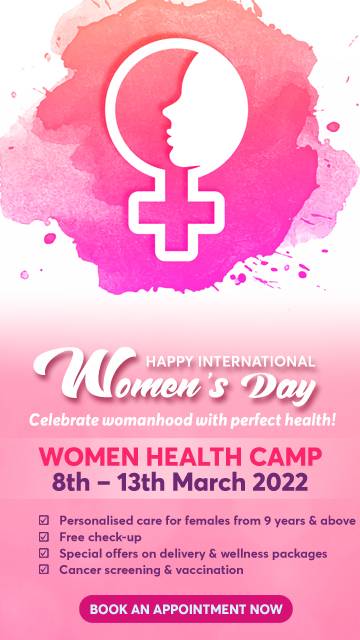 HAPPY INTERNATIONAL
Women's Day
Celebrate womanhood with perfect health!
WOMEN HEALTH CAMP
8th – 13th March 2022
☑ Personalised care for females from 9 years & above
☑ Free check-up
☑ Special offers on delivery & wellness packages
☑ Cancer screening & vaccination
BOOK AN APPOINTMENT NOW